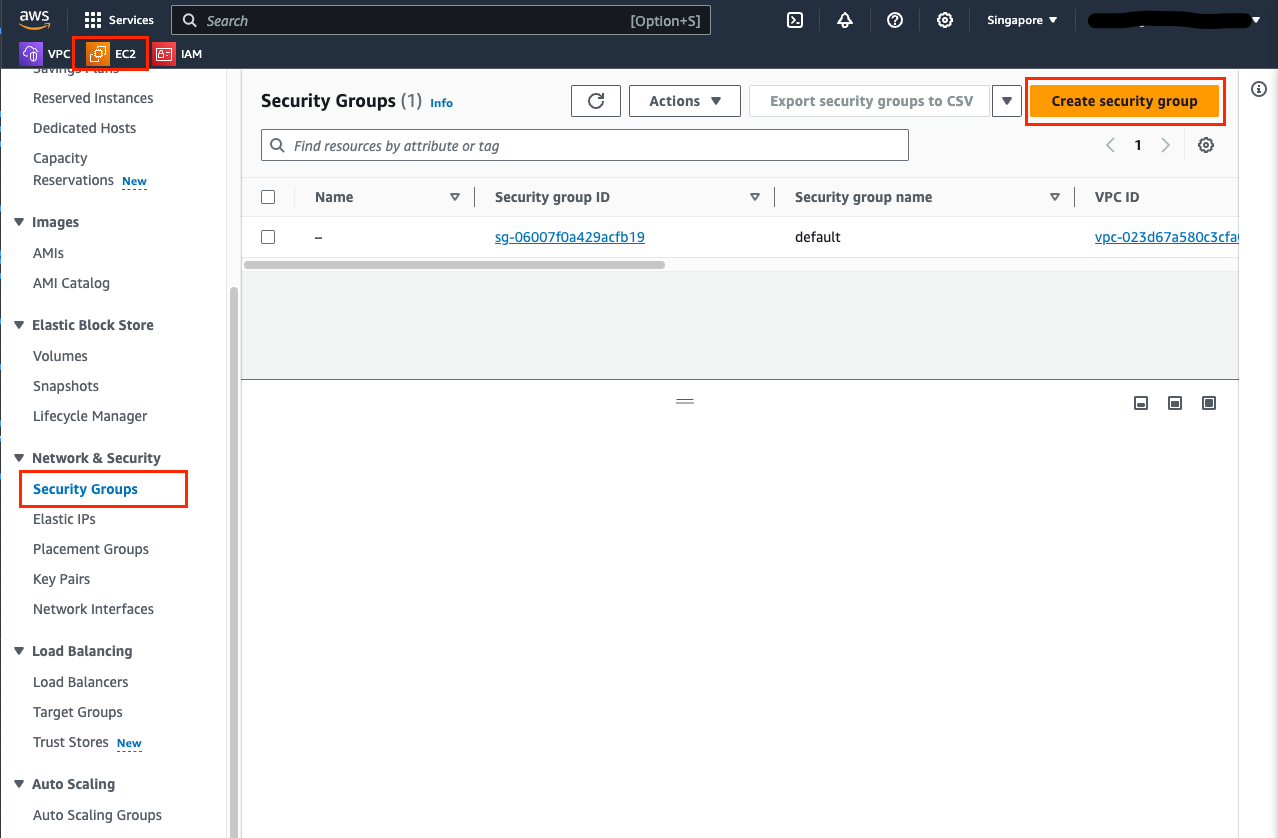 aws Services Search [Option+S] Singapore
VPC EC2 IAM
Savings Plans
Reserved Instances
Dedicated Hosts
Capacity
Reservations New
Images
AMIs
AMI Catalog
Elastic Block Store
Volumes
Snapshots
Lifecycle Manager
Network & Security
Security Groups
Elastic IPs
Placement Groups
Key Pairs
Network Interfaces
Load Balancing
Load Balancers
Target Groups
Trust Stores New
Auto Scaling
Auto Scaling Groups
Security Groups (1) Info Actions Export security groups to CSV Create security group
Find resources by attribute or tag 1
Name Security group ID Security group name VPC ID
– sg-06007f0a429acfb19 default vpc-023d67a580c3cfa